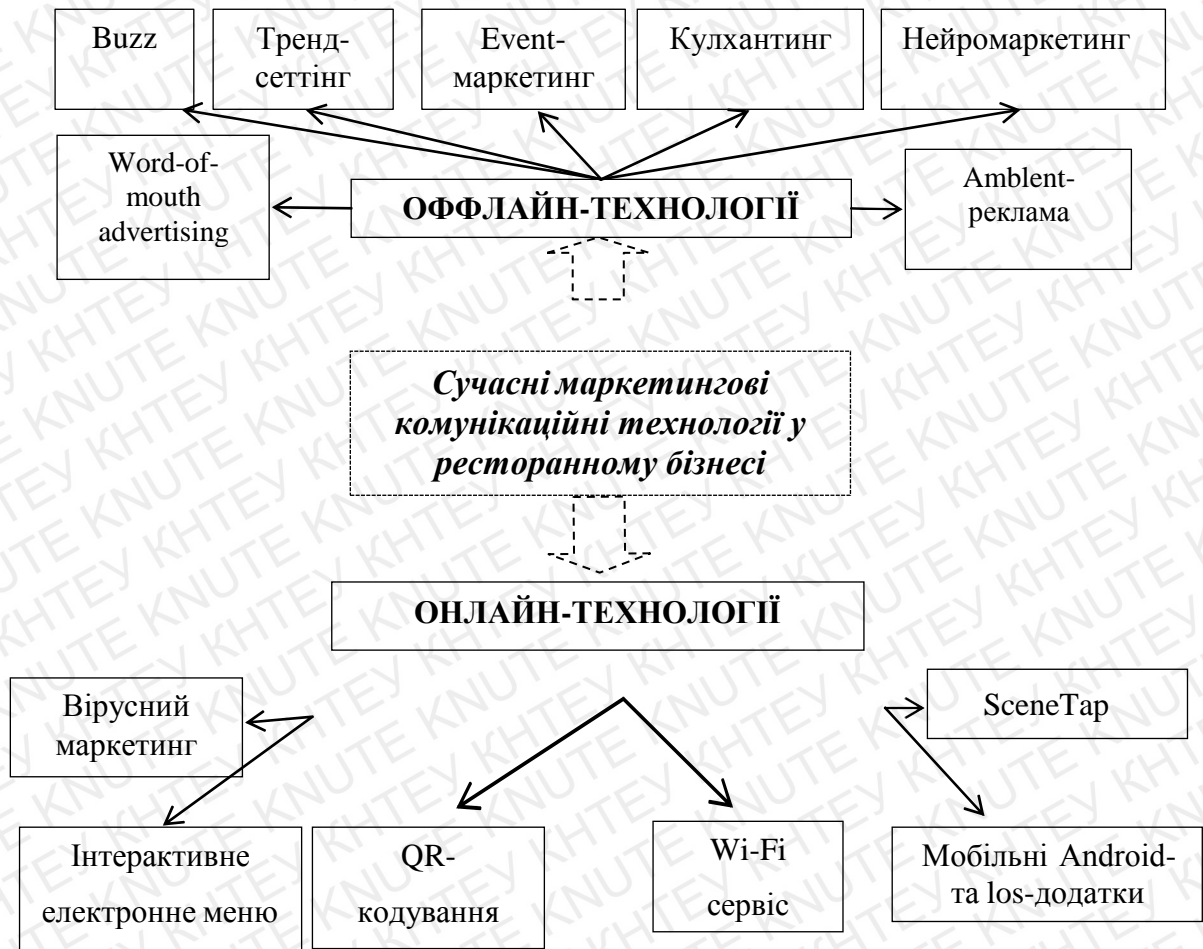 Buzz
Тренд-
сеттінг
Event-
маркетинг
Кулхантинг
Нейромаркетинг
Word-of-
mouth
advertising
ОФФЛАЙН-ТЕХНОЛОГІЇ
Amblent-
реклама
Сучасні маркетингові
комунікаційні технології у
ресторанному бізнесі
ОНЛАЙН-ТЕХНОЛОГІЇ
Вірусний
маркетинг
SceneTap
Інтерактивне
електронне меню
QR-
кодування
Wi-Fi
сервіс
Мобільні Android-
та los-додатки